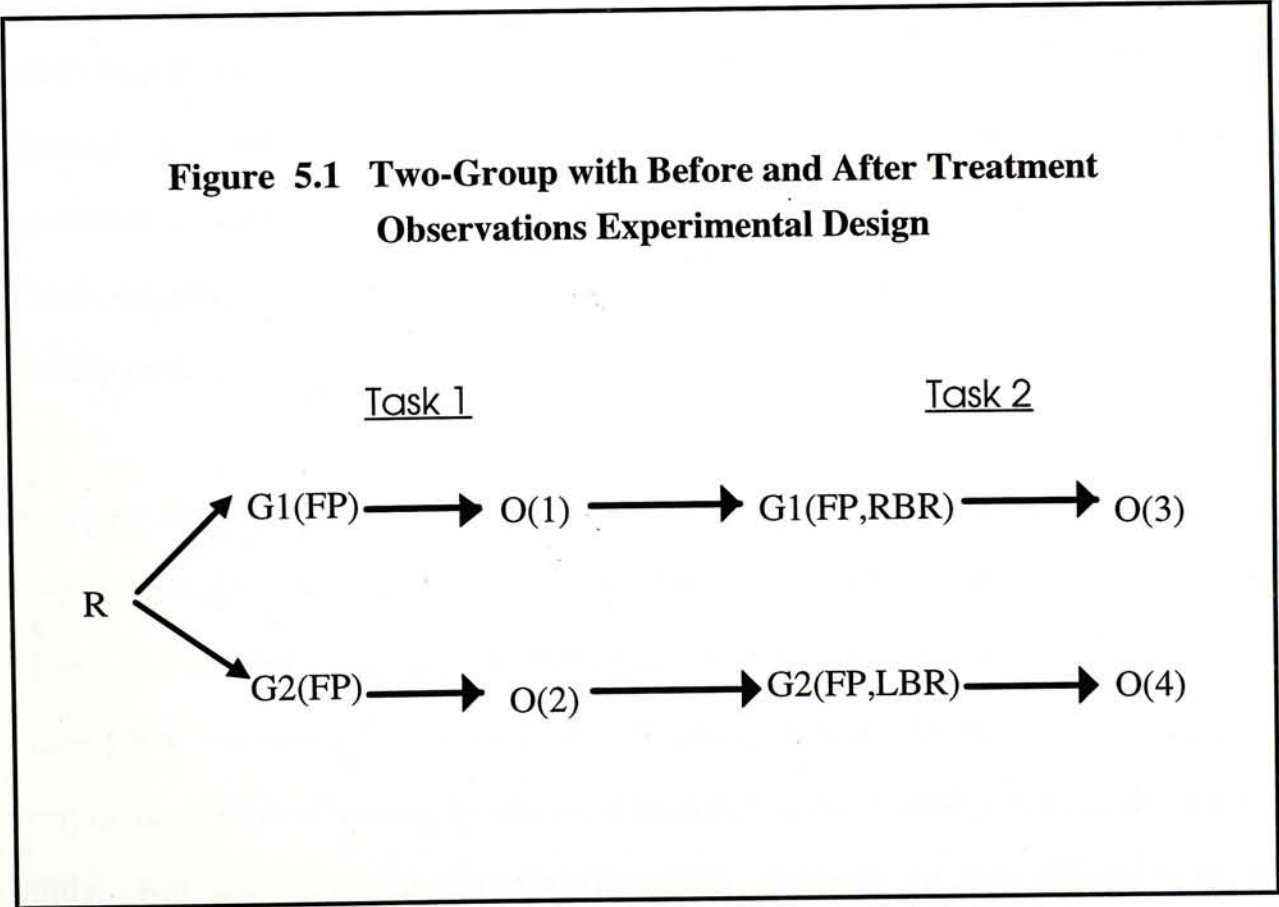 Figure 5.1 Two-Group with Before and After Treatment
Observations Experimental Design
Task 1 Task 2
G1(FP) O(1) G1(FP,RBR) O(3)
R
G2(FP) O(2) G2(FP,LBR) O(4)